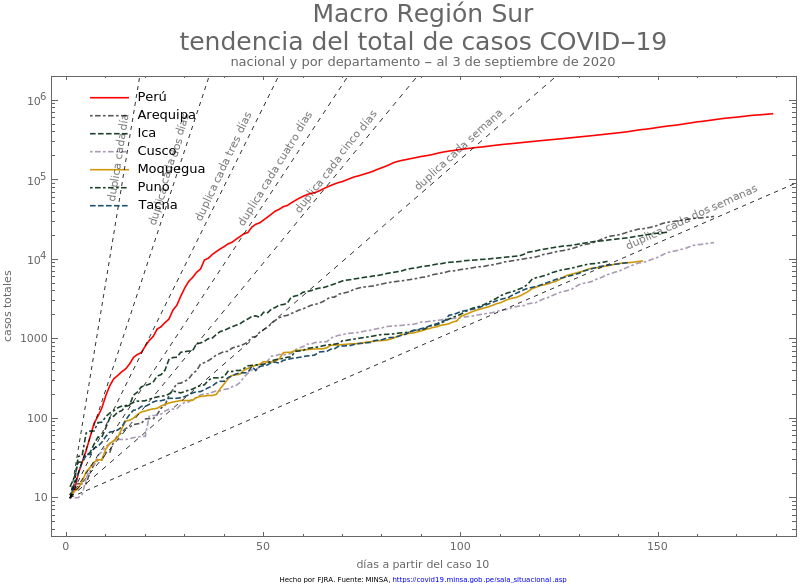 Macro Región Sur
tendencia del total de casos COVID–19
nacional y por departamento – al 3 de septiembre de 2020
casos totales
10⁶
10⁵
10⁴
1000
100
10
Perú
Arequipa
Ica
Cusco
Moquegua
Puno
Tacna
duplica cada día
duplica cada dos días
duplica cada tres días
duplica cada cuatro días
duplica cada cinco días
duplica cada semana
duplica cada dos semanas
0 50 100 150
días a partir del caso 10
Hecho por FJRA. Fuente: MINSA, https://covid19.minsa.gob.pe/sala_situacional.asp